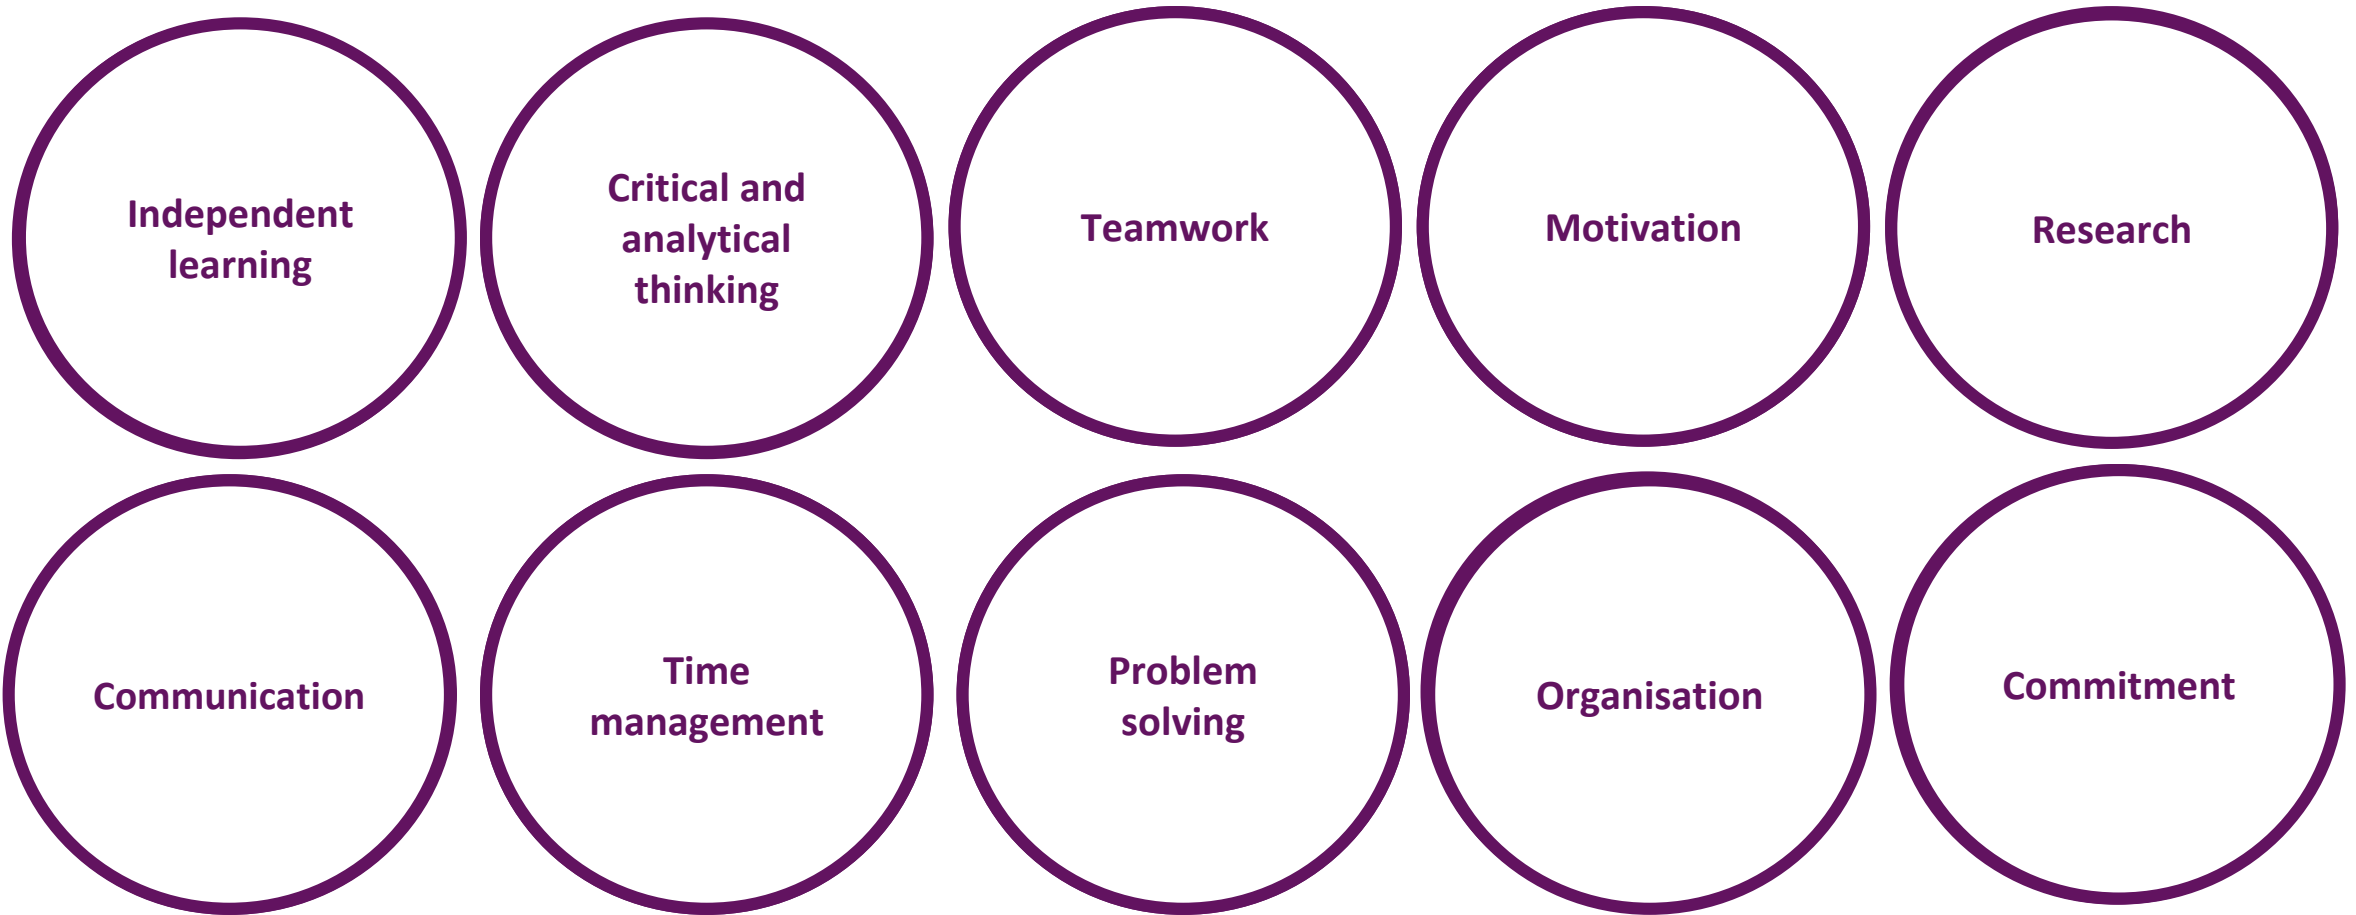 Independent
learning
Critical and
analytical
thinking
Teamwork
Motivation
Research
Communication
Time
management
Problem
solving
Organisation
Commitment